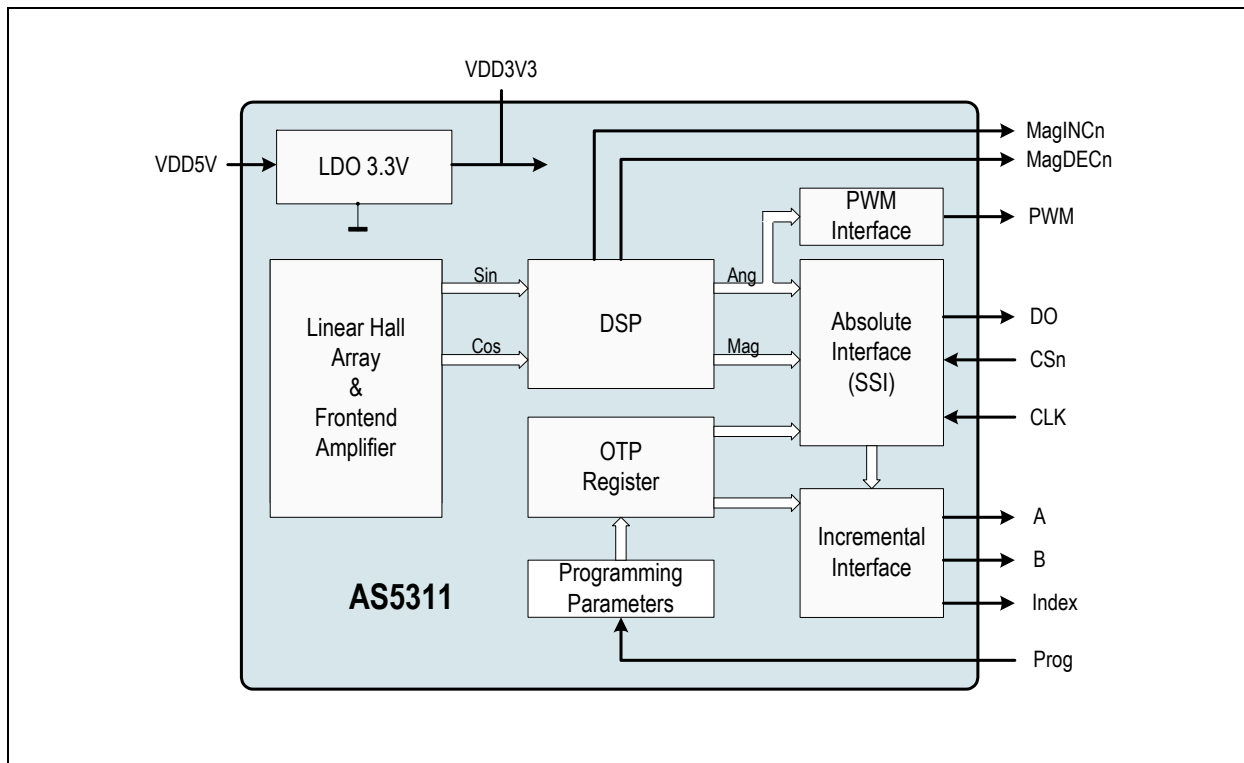 VDD3V3
VDD5V
LDO 3.3V
MagINCn
MagDECn
PWM
Interface
PWM
Linear Hall
Array
&
Frontend
Amplifier
Sin
Cos
DSP
Ang
Mag
Absolute
Interface
(SSI)
DO
CSn
CLK
OTP
Register
Incremental
Interface
A
B
Index
Programming
Parameters
AS5311
Prog